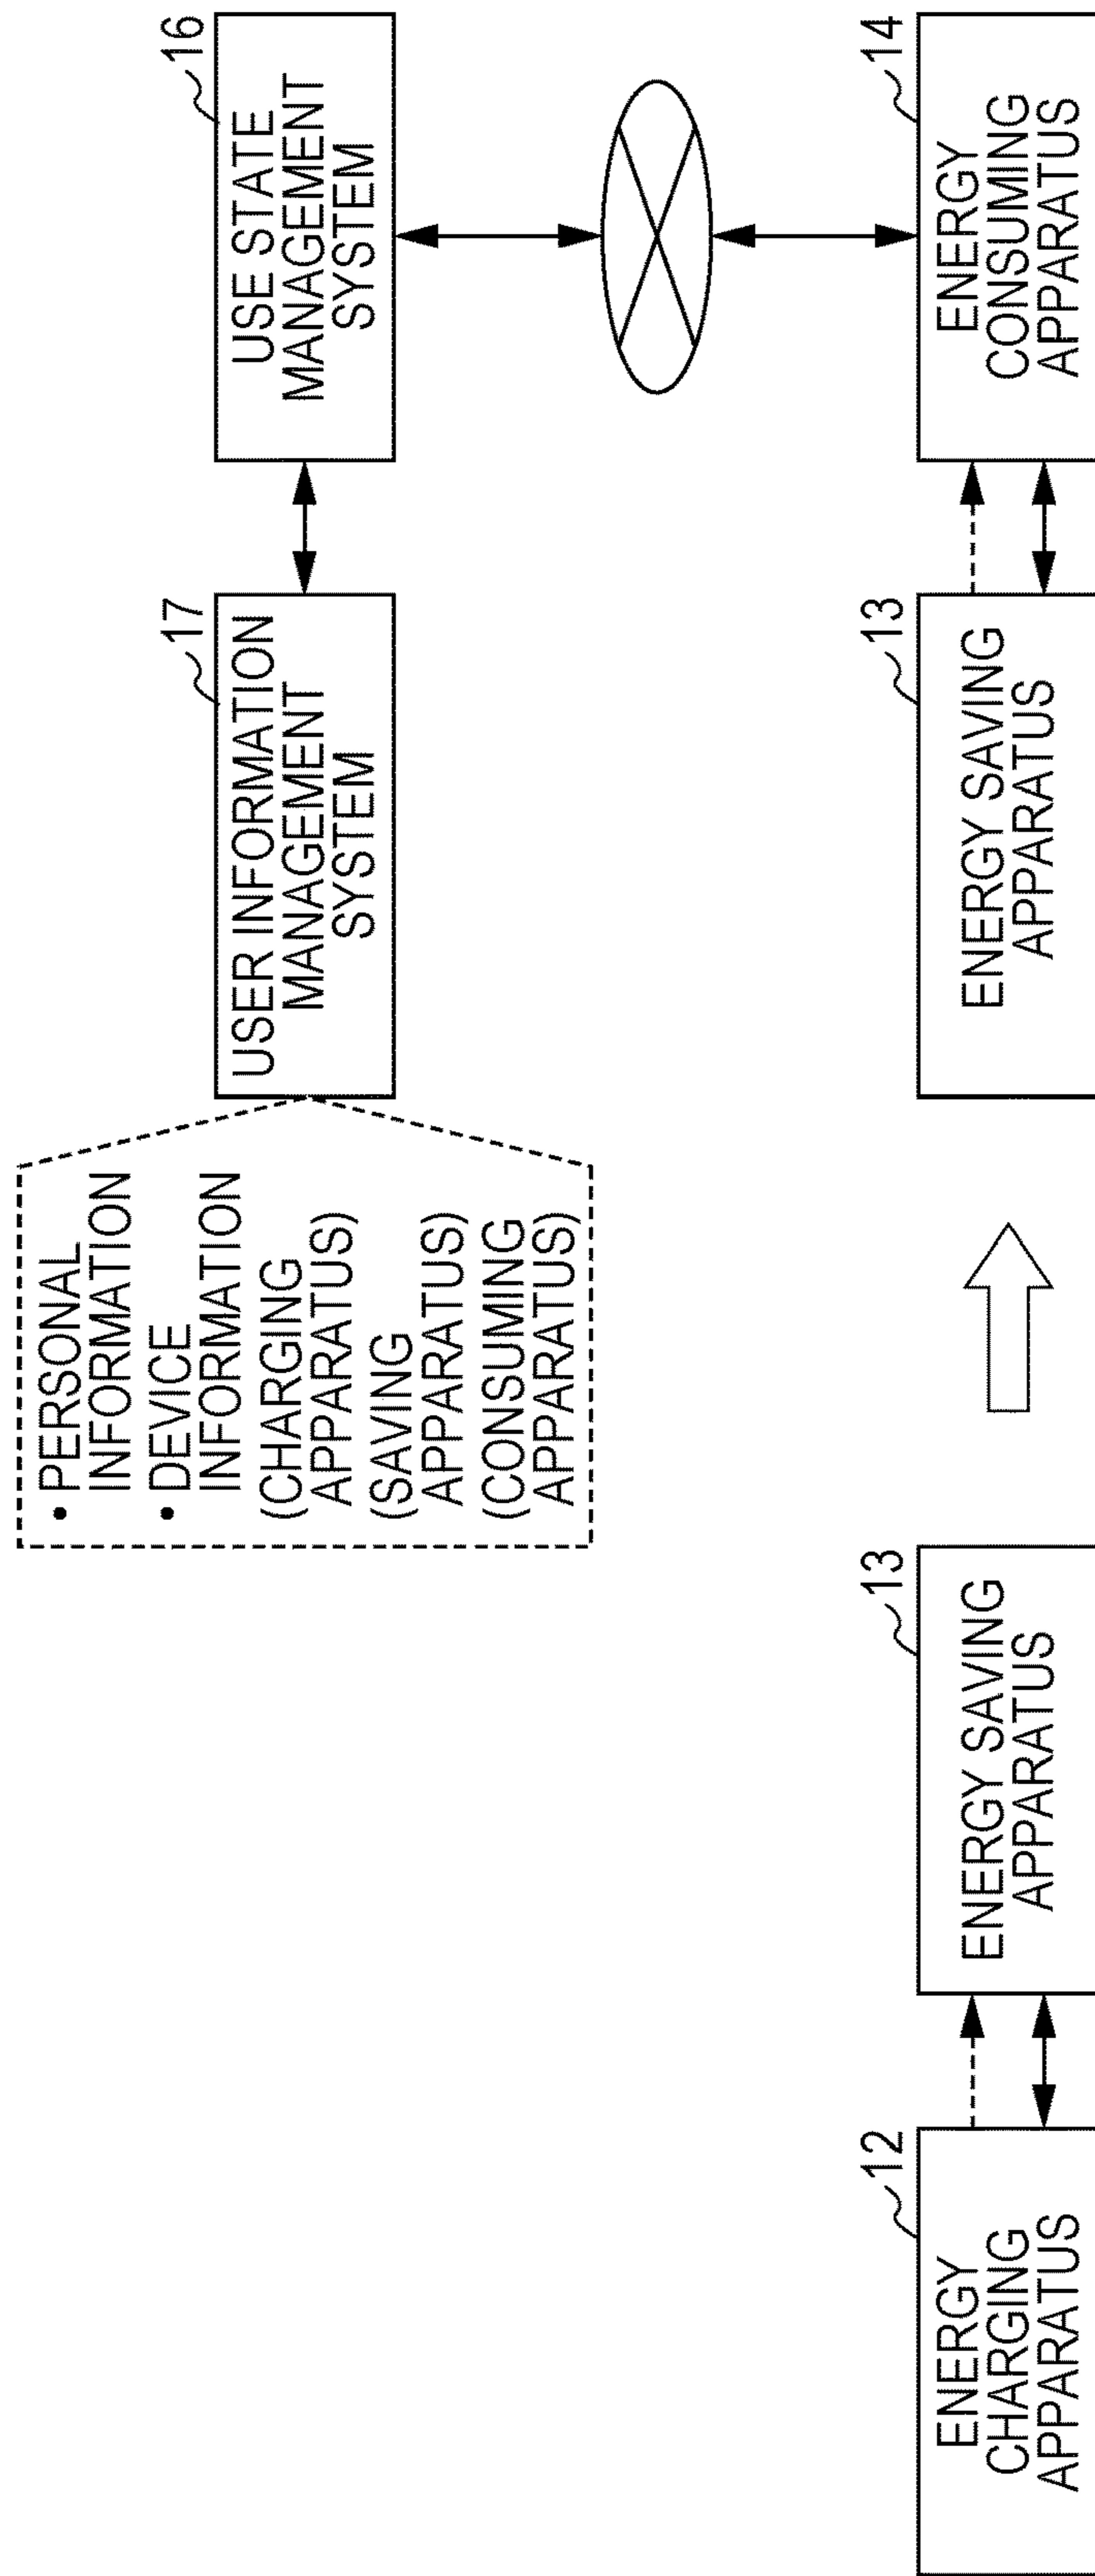 • PERSONAL
INFORMATION
• DEVICE
INFORMATION
(CHARGING
APPARATUS)
(SAVING
APPARATUS)
(CONSUMING
APPARATUS)
17
USER INFORMATION
MANAGEMENT
SYSTEM
16
USE STATE
MANAGEMENT
SYSTEM
12
ENERGY
CHARGING
APPARATUS
13
ENERGY SAVING
APPARATUS
13
ENERGY SAVING
APPARATUS
14
ENERGY
CONSUMING
APPARATUS